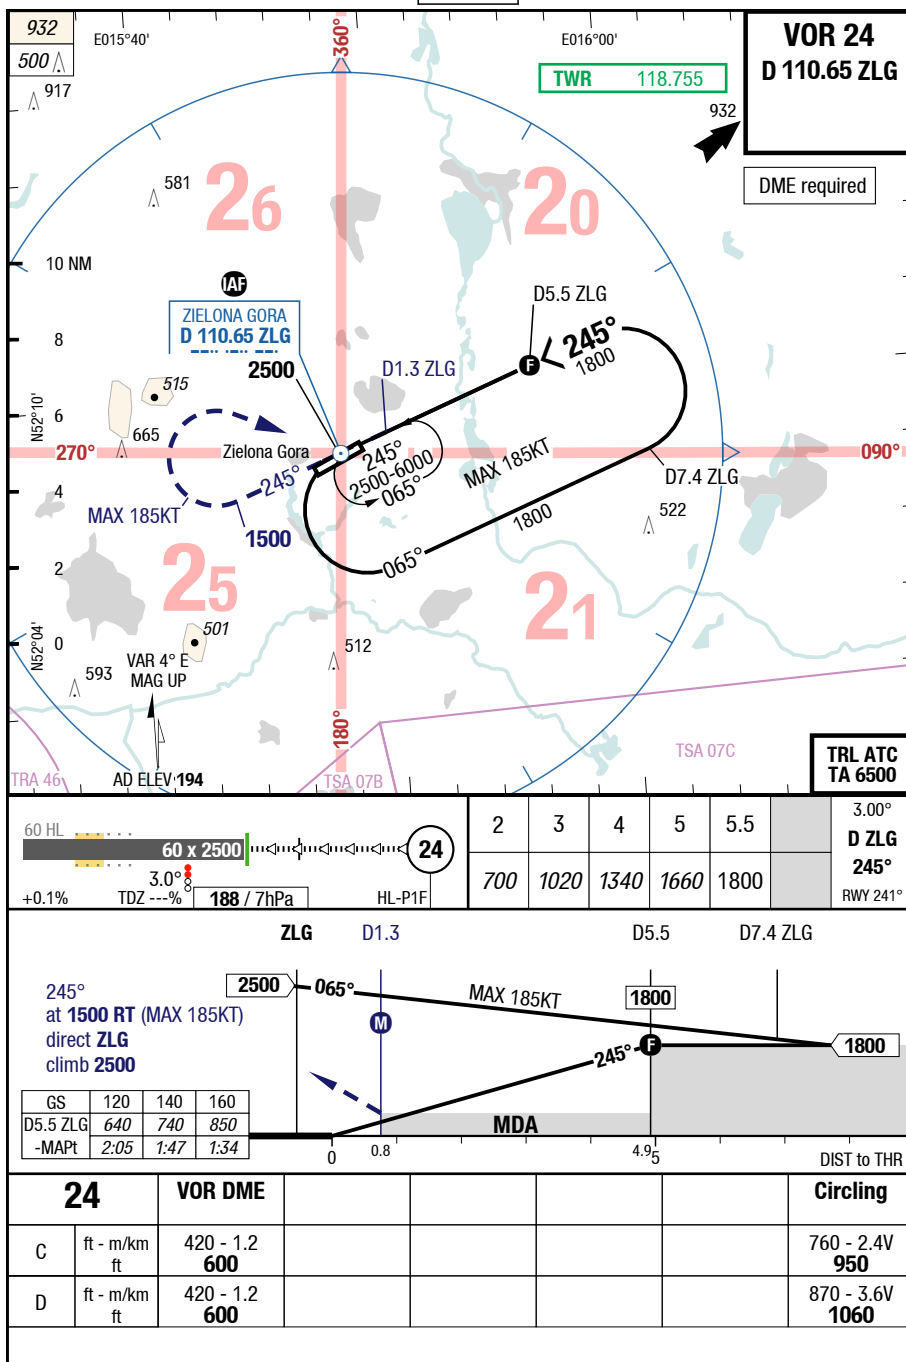 932
500
E015°40'
360°
E016°00'
VOR 24
D 110.65 ZLG
TWR 118.755
917
932
DME required
581
26
20
10 NM
IAF
D5.5 ZLG
ZIELONA GORA
D 110.65 ZLG
8
245°
1800
F
2500
D1.3 ZLG
515
N52°10'
6
665
Zielona Gora
270°
090°
245°
2500-6000
065°
MAX 185KT
D7.4 ZLG
245°
4
MAX 185KT
1500
1800
522
065°
2
25
21
501
N52°04'
0
512
593
VAR 4° E
MAG UP
180°
TSA 07C
TRL ATC
TA 6500
TRA 46
AD ELEV 194
TSA 07B
60 HL
60 x 2500
24
3.0°
+0.1%
TDZ ---%
188 / 7hPa
HL-P1F
2 3 4 5 5.5
700 1020 1340 1660 1800
3.00°
D ZLG
245°
RWY 241°
ZLG D1.3 D5.5 D7.4 ZLG
2500
065°
MAX 185KT
1800
245°
at 1500 RT (MAX 185KT)
direct ZLG
climb 2500
M
245°
F
1800
GS 120 140 160
D5.5 ZLG 640 740 850
-MAPt 2:05 1:47 1:34
MDA
0 0.8 4.9 5 DIST to THR
24 VOR DME Circling
C ft - m/km 420 - 1.2 760 - 2.4V
ft 600 950
D ft - m/km 420 - 1.2 870 - 3.6V
ft 600 1060